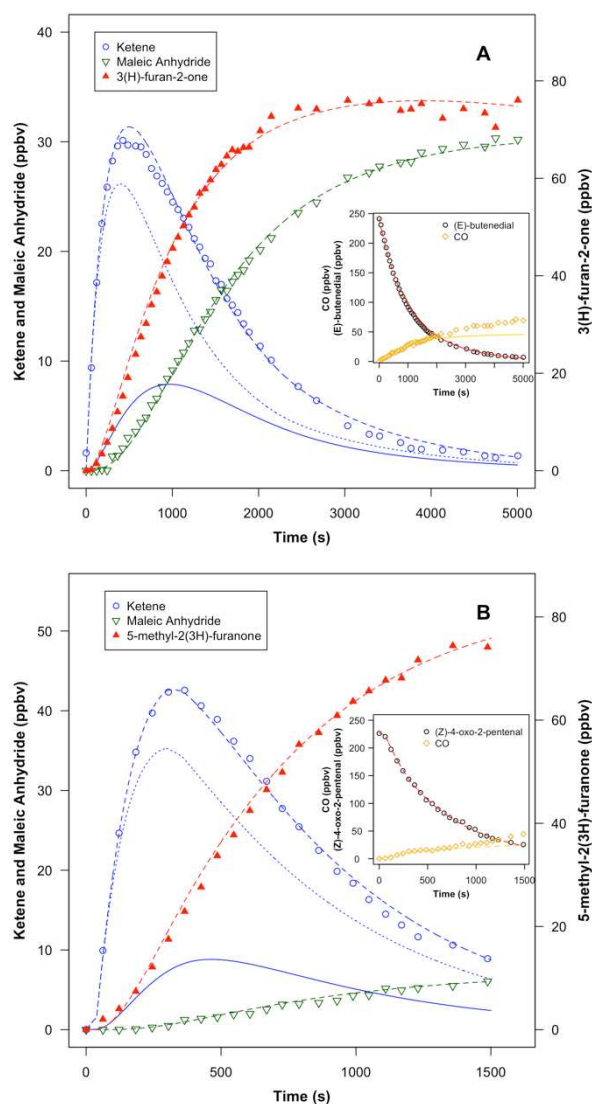 A
Ketene
Maleic Anhydride
3(H)-furan-2-one
Ketene and Maleic Anhydride (ppbv)
40
30
20
10
0
80
60
40
20
0
3(H)-furan-2-one (ppbv)
0 1000 2000 3000 4000 5000
Time (s)
(E)-butenedial
CO
CO (ppbv)
(E)-butenedial (ppbv)
250
200
150
100
50
0
0 1000 3000 5000
Time (s)
B
Ketene
Maleic Anhydride
5-methyl-2(3H)-furanone
Ketene and Maleic Anhydride (ppbv)
50
40
30
20
10
0
80
60
40
20
0
5-methyl-2(3H)-furanone (ppbv)
0 500 1000 1500
Time (s)
(Z)-4-oxo-2-pentenal
CO
CO (ppbv)
(Z)-4-oxo-2-pentenal (ppbv)
250
200
150
100
50
0
0 500 1000 1500
Time (s)